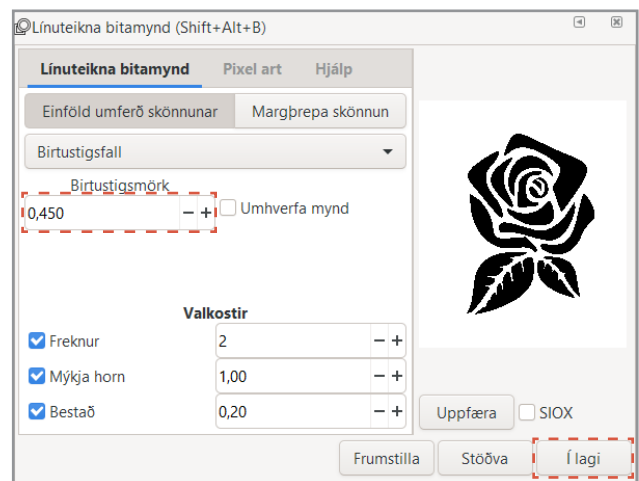 Línuteikna bitamynd (Shift+Alt+B)
Línuteikna bitamynd Pixel art Hjálp
Einföld umferð skönnunar Margþrepa skönnun
Birtustigsfall
Birtustigsmörk
0,450 − + Umhverfa mynd
Valkostir
Freknur 2 − +
Mýkja horn 1,00 − +
Bestað 0,20 − +
Uppfæra SIOX
Frumstilla Stöðva Í lagi